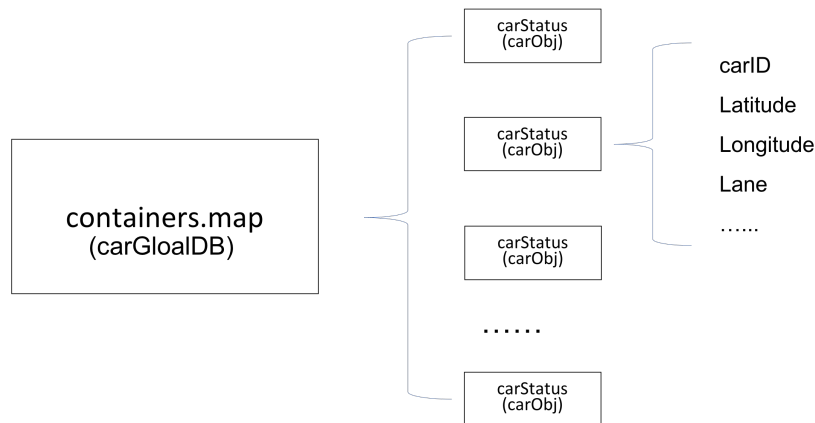 containers.map
(carGloalDB)
carStatus
(carObj)
carStatus
(carObj)
carStatus
(carObj)
......
carStatus
(carObj)
carID
Latitude
Longitude
Lane
......